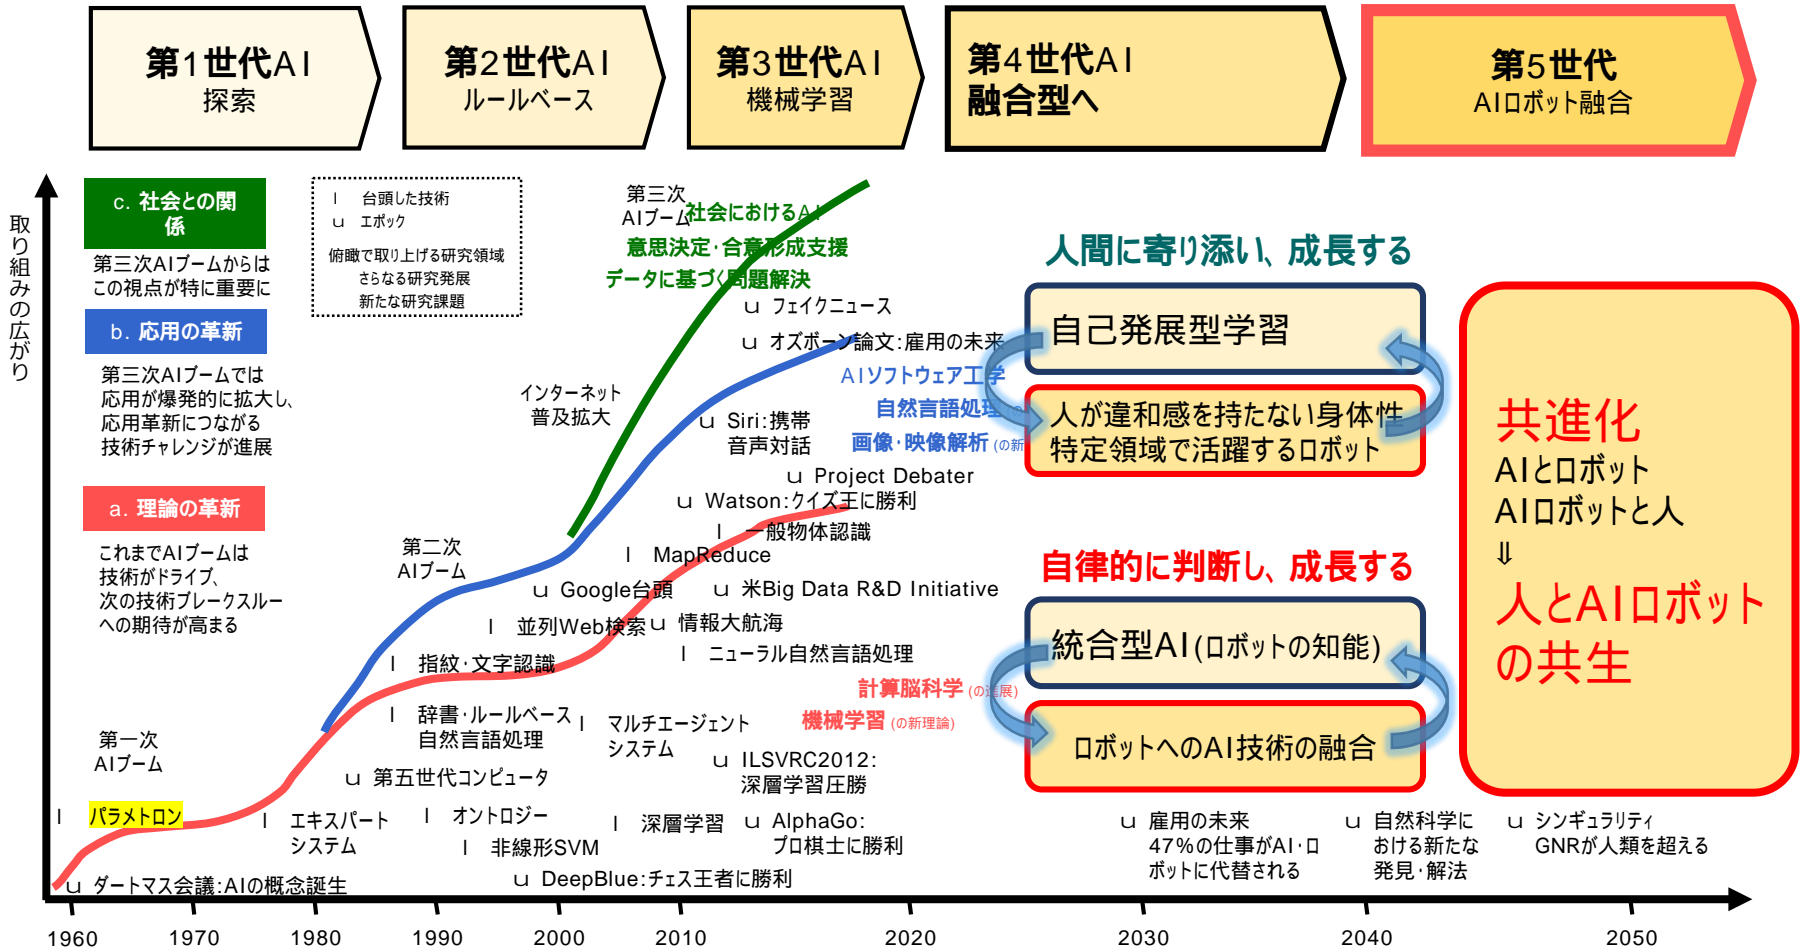 第1世代AI
探索
第2世代AI
ルールベース
第3世代AI
機械学習
第4世代AI
融合型へ
第5世代
AIロボット融合
取り組みの広がり
c. 社会との関
係
第三次AIブームからは
この視点が特に重要に
b. 応用の革新
第三次AIブームでは
応用が爆発的に拡大し、
応用革新につながる
技術チャレンジが進展
a. 理論の革新
これまでAIブームは
技術がドライブ、
次の技術ブレークスルー
への期待が高まる
l 台頭した技術
u エポック
俯瞰で取り上げる研究領域
さらなる研究発展
新たな研究課題
第三次
AIブーム
社会におけるAI
意思決定・合意形成支援
データに基づく問題解決
u フェイクニュース
u オズボーン論文:雇用の未来
AIソフトウェア工学
自然言語処理
画像・映像解析 (の新
インターネット
普及拡大
u Siri:携帯
音声対話
u Project Debater
u Watson:クイズ王に勝利
l 一般物体認識
l MapReduce
第二次
AIブーム
u Google台頭
u 米Big Data R&D Initiative
l 並列Web検索
u 情報大航海
l ニューラル自然言語処理
l 指紋・文字認識
計算脳科学 (の進展)
機械学習 (の新理論)
l 辞書・ルールベース
自然言語処理
l マルチエージェント
システム
第一次
AIブーム
u 第五世代コンピュータ
u ILSVRC2012:
深層学習圧勝
l パラメトロン
l エキスパート
システム
l オントロジー
l 深層学習
u AlphaGo:
プロ棋士に勝利
l 非線形SVM
u DeepBlue:チェス王者に勝利
u ダートマス会議:AIの概念誕生
人間に寄り添い、成長する
自己発展型学習
人が違和感を持たない身体性
特定領域で活躍するロボット
自律的に判断し、成長する
統合型AI(ロボットの知能)
ロボットへのAI技術の融合
共進化
AIとロボット
AIロボットと人
⇓
人とAIロボット
の共生
u 雇用の未来
47%の仕事がAI・ロ
ボットに代替される
u 自然科学に
おける新たな
発見・解法
u シンギュラリティ
GNRが人類を超える
1960
1970
1980
1990
2000
2010
2020
2030
2040
2050